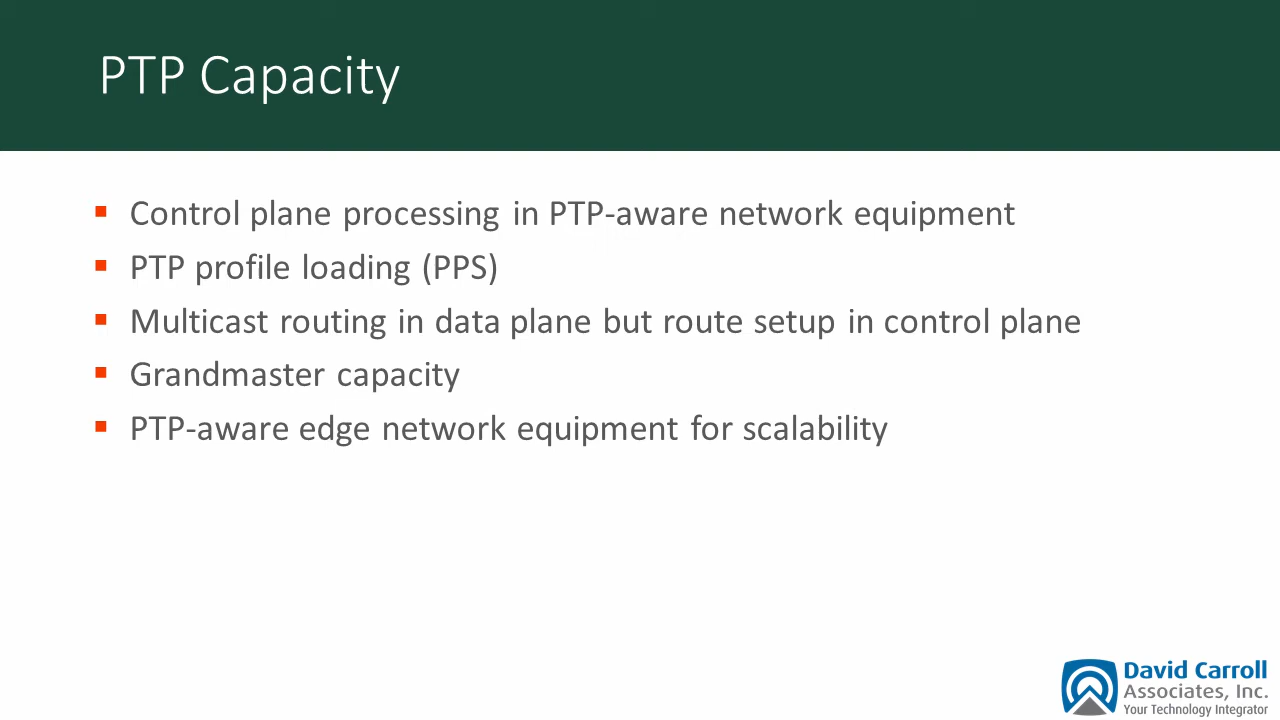 PTP Capacity
Control plane processing in PTP-aware network equipment
PTP profile loading (PPS)
Multicast routing in data plane but route setup in control plane
Grandmaster capacity
PTP-aware edge network equipment for scalability
David Carroll
Associates, Inc.
Your Technology Integrator